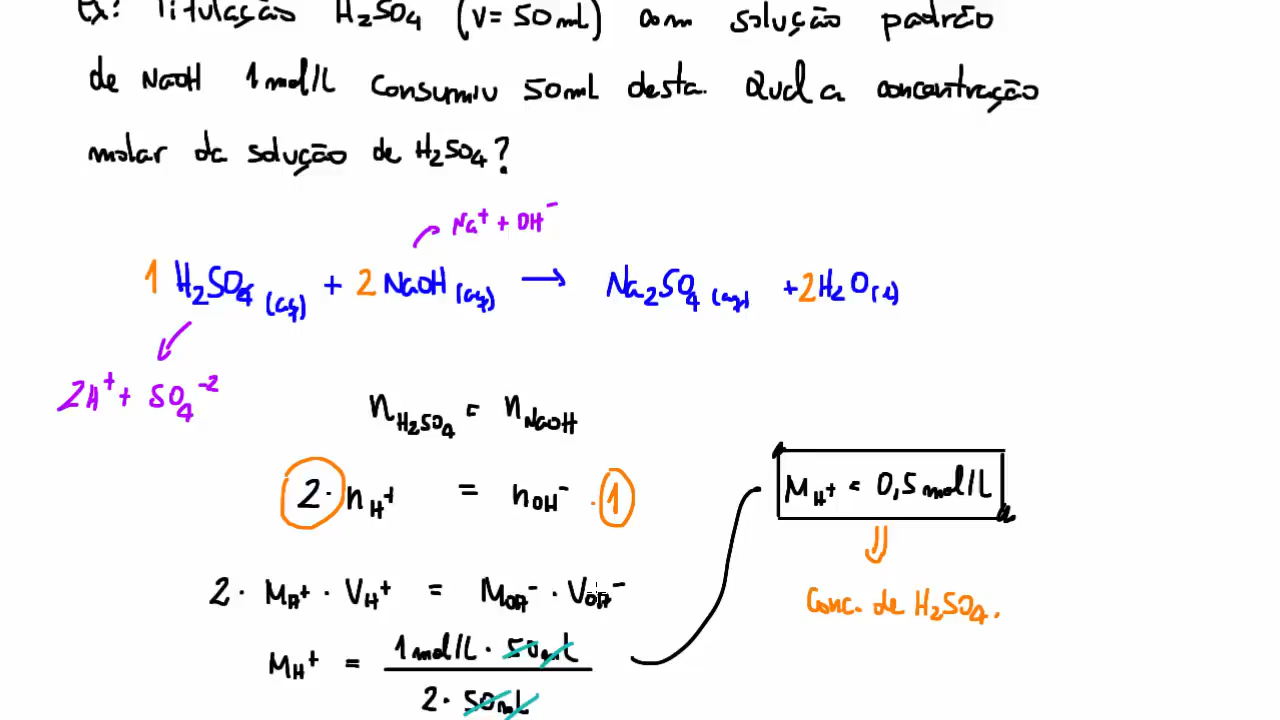 Ex: Titulação H₂SO₄ (V= 50mL) com solução padrão
de NaOH 1mol/L consumiu 50mL desta. Qual a concentração
molar da solução de H₂SO₄?
Na⁺ + OH⁻
1 H₂SO₄(aq) + 2 NaOH(aq) → Na₂SO₄(aq) + 2H₂O(l)
2H⁺ + SO₄⁻²
nH₂SO₄ = nNaOH
2 · nH⁺ = nOH⁻ · 1
MH⁺ = 0,5mol/L
2 · MH⁺ · VH⁺ = MOH⁻ · VOH⁻
Conc. de H₂SO₄.
MH⁺ = 1mol/L · 50mL
2 · 50mL